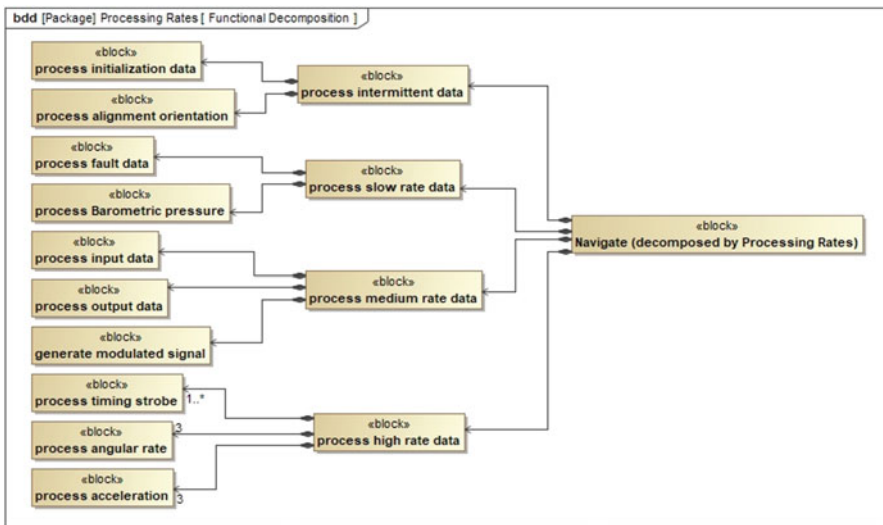 bdd [Package] Processing Rates [ Functional Decomposition ]
«block»
process initialization data
«block»
process alignment orientation
«block»
process intermittent data
«block»
process fault data
«block»
process Barometric pressure
«block»
process slow rate data
«block»
Navigate (decomposed by Processing Rates)
«block»
process input data
«block»
process output data
«block»
generate modulated signal
«block»
process medium rate data
«block»
process timing strobe
1..*
«block»
process angular rate
3
«block»
process acceleration
3
«block»
process high rate data